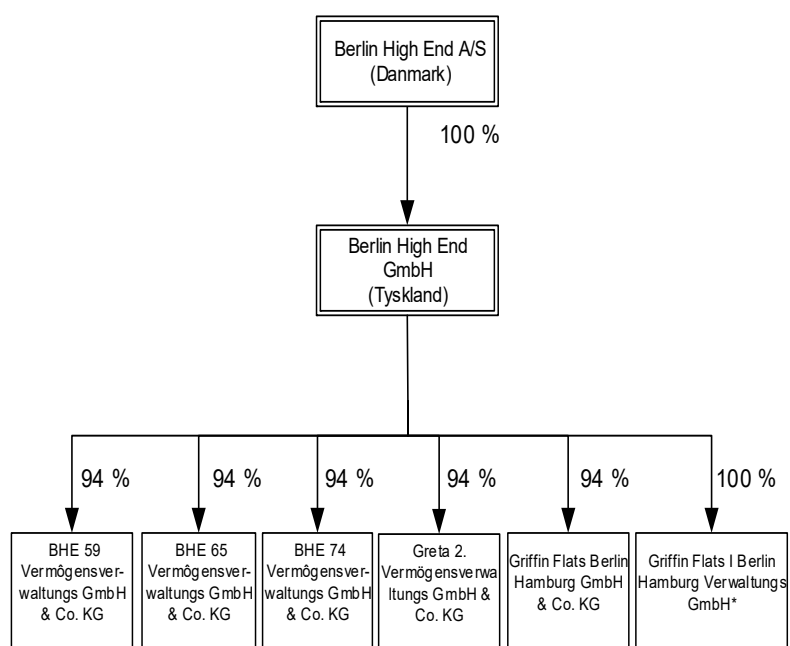 Berlin High End A/S
(Danmark)
100 %
Berlin High End
GmbH
(Tyskland)
94 %
94 %
94 %
94 %
94 %
100 %
BHE 59
Vermôgensver-
waltungs GmbH
& Co. KG
BHE 65
Vermôgensver-
waltungs GmbH
& Co. KG
BHE 74
Vermôgensver-
waltungs GmbH
& Co. KG
Greta 2.
Vermögensverwa
ltungs GmbH &
Co. KG
Griffin Flats Berlin
Hamburg GmbH
& Co. KG
Griffin Flats I Berlin
Hamburg Verwaltungs
GmbH*